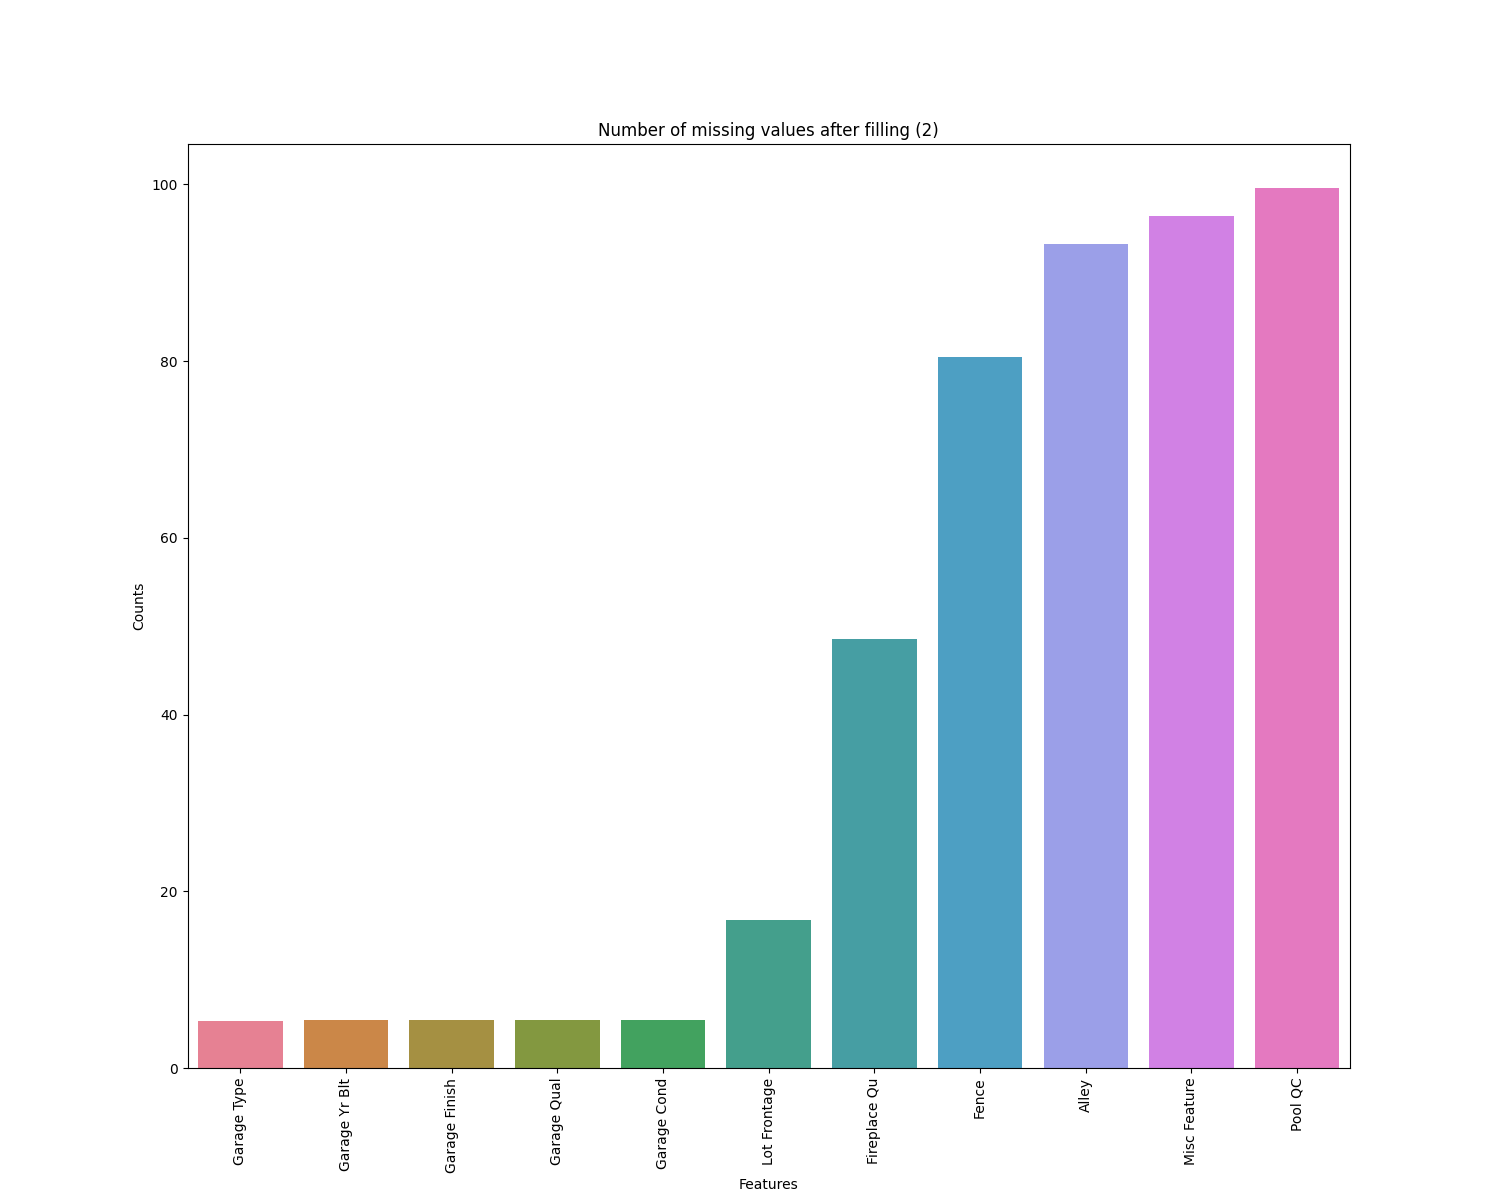 Number of missing values after filling (2)
Counts
100
80
60
40
20
0
Garage Type
Garage Yr Blt
Garage Finish
Garage Qual
Garage Cond
Lot Frontage
Fireplace Qu
Fence
Alley
Misc Feature
Pool QC
Features